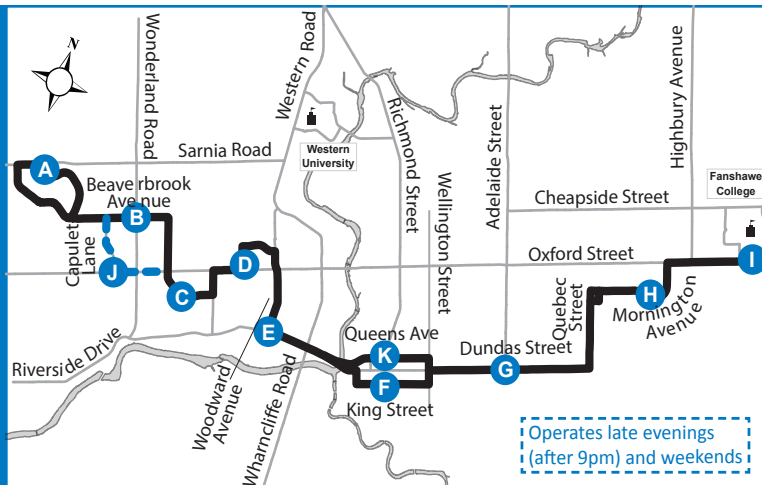 N
Wonderland Road
Western Road
Richmond Street
Wellington Street
Adelaide Street
Highbury Avenue
Sarnia Road
Western
University
A
Beaverbrook
Avenue
B
Fanshawe
College
Cheapside Street
Capulet
Lane
J
D
Oxford Street
I
C
Quebec
Street
H
Mornington
Avenue
E
Queens Ave
K
Dundas Street
Riverside Drive
F
G
Woodward
Avenue
Wharncliffe Road
King Street
Operates late evenings
(after 9pm) and weekends